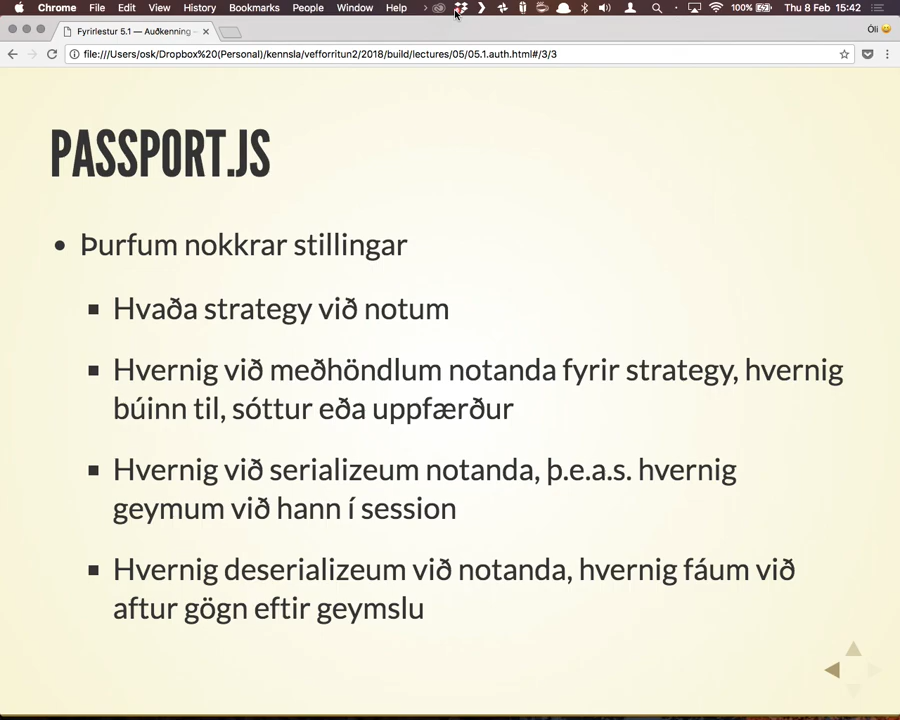 Chrome File Edit View History Bookmarks People Window Help 100% Thu 8 Feb 15:42
Fyrirlestur 5.1 — Auðkenning Óli
file:///Users/osk/Dropbox%20(Personal)/kennsla/vefforritun2/2018/build/lectures/05/05.1.auth.html#/3/3
PASSPORT.JS
Þurfum nokkrar stillingar
Hvaða strategy við notum
Hvernig við meðhöndlum notanda fyrir strategy, hvernig
búinn til, sóttur eða uppfærður
Hvernig við serializeum notanda, þ.e.a.s. hvernig
geymum við hann í session
Hvernig deserializeum við notanda, hvernig fáum við
aftur gögn eftir geymslu